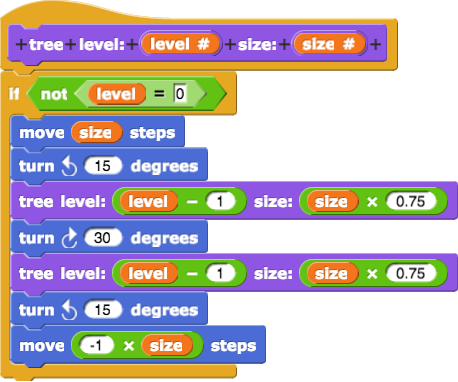 + tree + level: + level # + size: + size # +
if not level = 0
move size steps
turn ↺ 15 degrees
tree level: level − 1 size: size × 0.75
turn ↻ 30 degrees
tree level: level − 1 size: size × 0.75
turn ↺ 15 degrees
move -1 × size steps